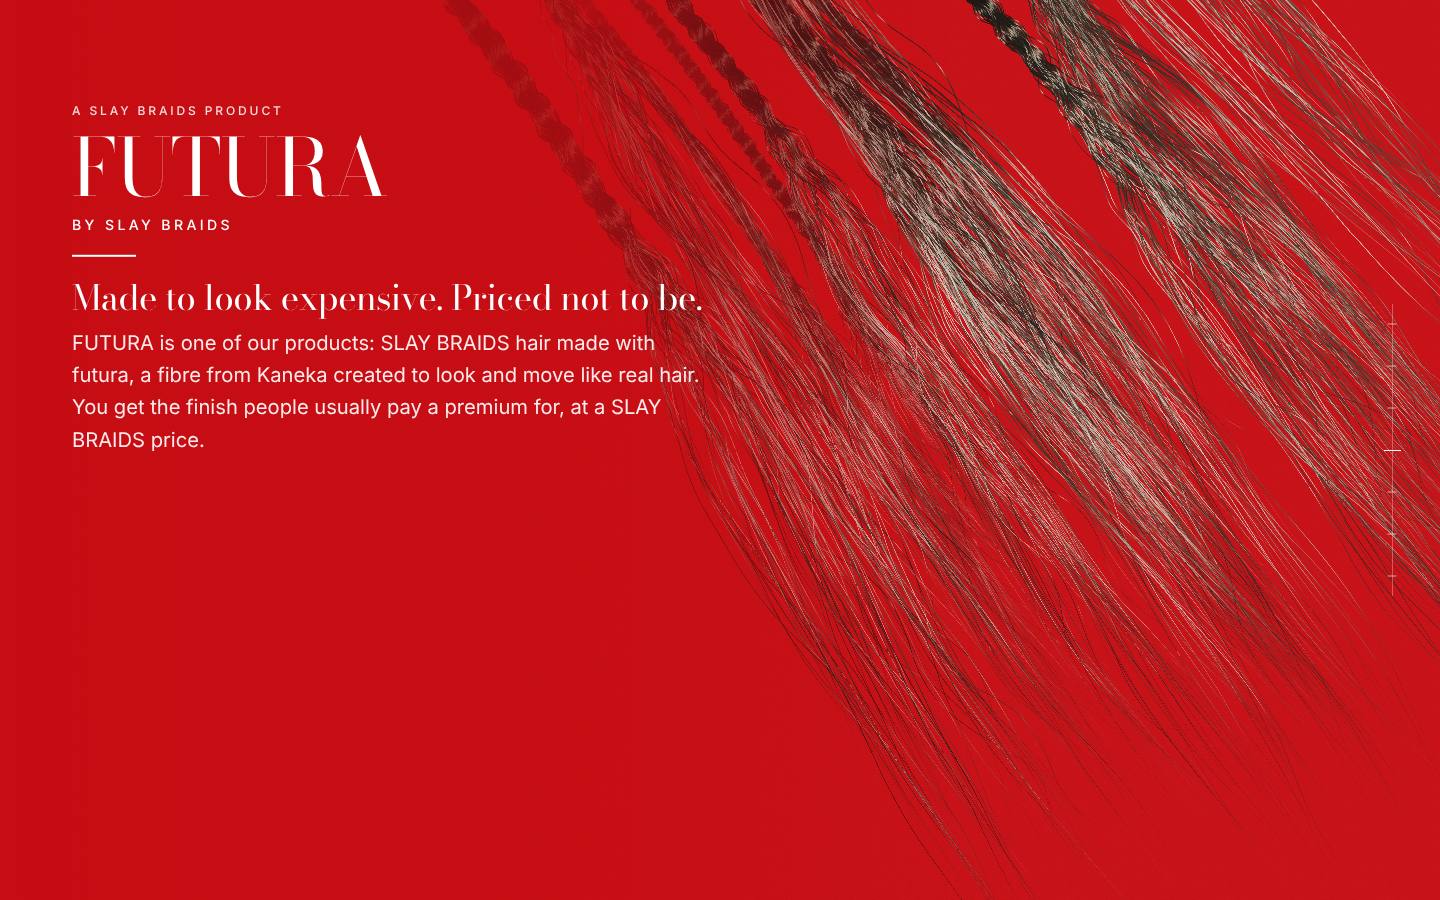 A SLAY BRAIDS PRODUCT
FUTURA
BY SLAY BRAIDS
Made to look expensive. Priced not to be.
FUTURA is one of our products: SLAY BRAIDS hair made with
futura, a fibre from Kaneka created to look and move like real hair.
You get the finish people usually pay a premium for, at a SLAY
BRAIDS price.